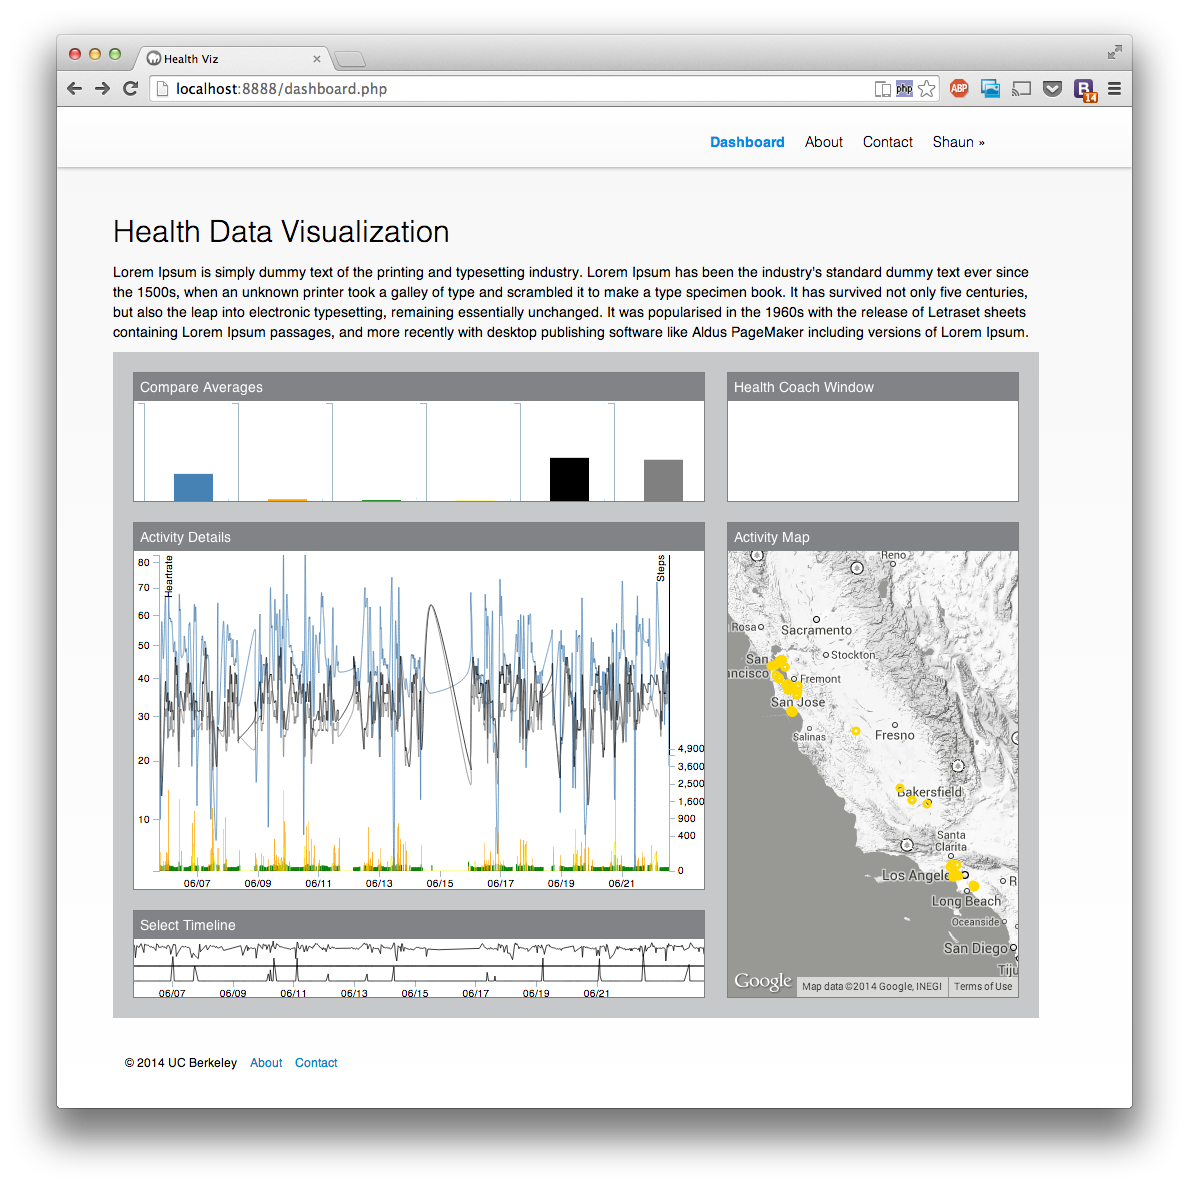 Health Viz
localhost:8888/dashboard.php
php
ABP
B
14
Dashboard About Contact Shaun »
Health Data Visualization
Lorem Ipsum is simply dummy text of the printing and typesetting industry. Lorem Ipsum has been the industry's standard dummy text ever since
the 1500s, when an unknown printer took a galley of type and scrambled it to make a type specimen book. It has survived not only five centuries,
but also the leap into electronic typesetting, remaining essentially unchanged. It was popularised in the 1960s with the release of Letraset sheets
containing Lorem Ipsum passages, and more recently with desktop publishing software like Aldus PageMaker including versions of Lorem Ipsum.
Compare Averages
Health Coach Window
Activity Details
80
70
60
50
40
30
20
10
Heartrate
Steps
4,900
3,600
2,500
1,600
900
400
0
06/07 06/09 06/11 06/13 06/15 06/17 06/19 06/21
Activity Map
Reno
Rosa
Sacramento
Stockton
San
ancisco
Fremont
San Jose
Salinas
Fresno
Bakersfield
Santa
Clarita
Los Angele
R
Long Beach
Oceanside
San Diego
Tiju
Google
Map data ©2014 Google, INEGI
Terms of Use
Select Timeline
06/07 06/09 06/11 06/13 06/15 06/17 06/19 06/21
© 2014 UC Berkeley About Contact